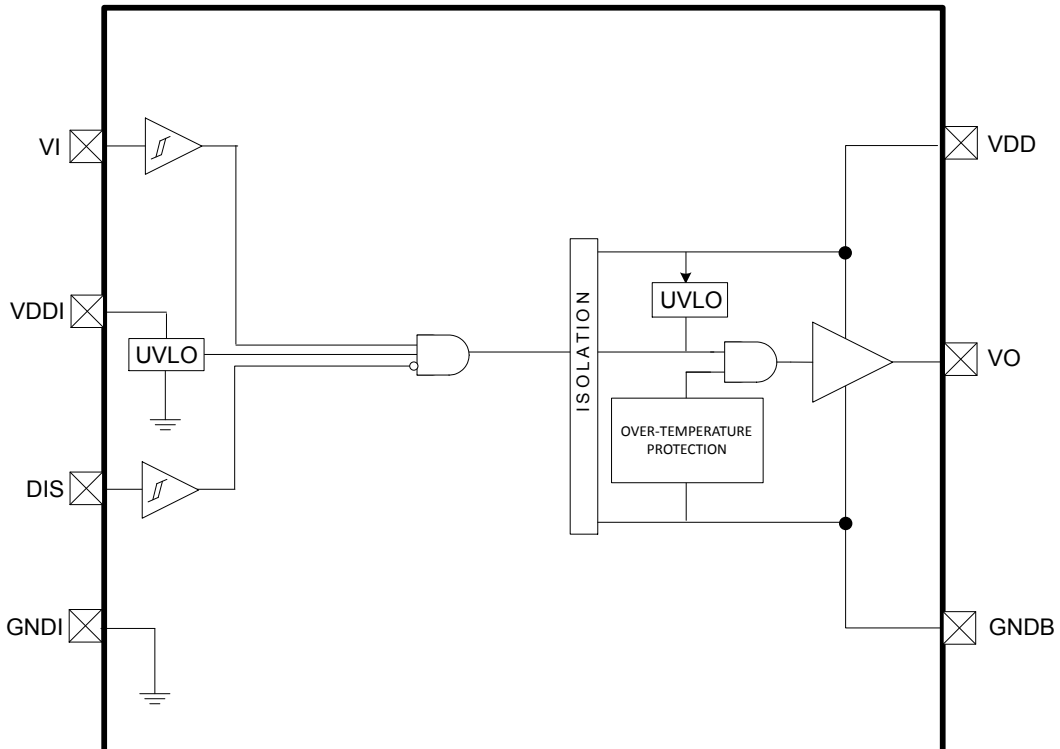 VI
VDD
VDDI
UVLO
ISOLATION
UVLO
VO
OVER-TEMPERATURE
PROTECTION
DIS
GNDI
GNDB